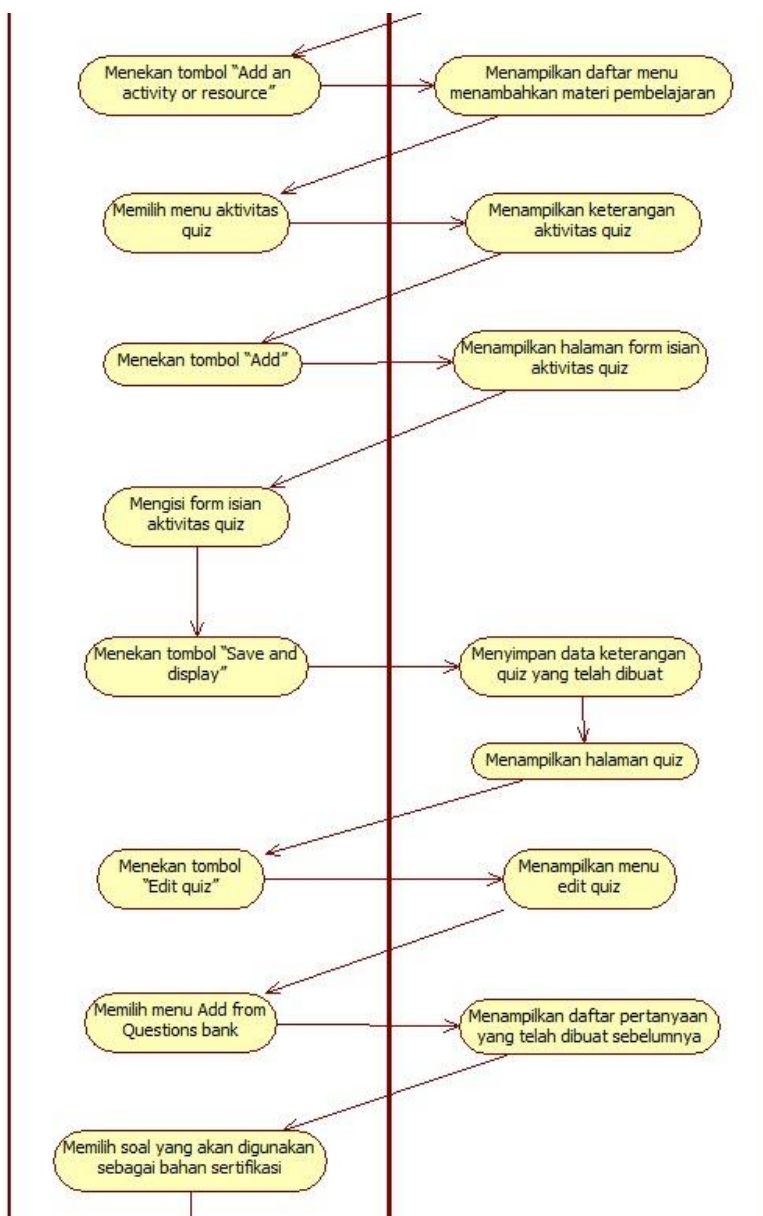 Menekan tombol “Add an
activity or resource”
Menampilkan daftar menu
menambahkan materi pembelajaran
Memilih menu aktivitas
quiz
Menampilkan keterangan
aktivitas quiz
Menekan tombol “Add”
Menampilkan halaman form isian
aktivitas quiz
Mengisi form isian
aktivitas quiz
Menekan tombol “Save and
display”
Menyimpan data keterangan
quiz yang telah dibuat
Menampilkan halaman quiz
Menekan tombol
“Edit quiz”
Menampilkan menu
edit quiz
Memilih menu Add from
Questions bank
Menampilkan daftar pertanyaan
yang telah dibuat sebelumnya
Memilih soal yang akan digunakan
sebagai bahan sertifikasi